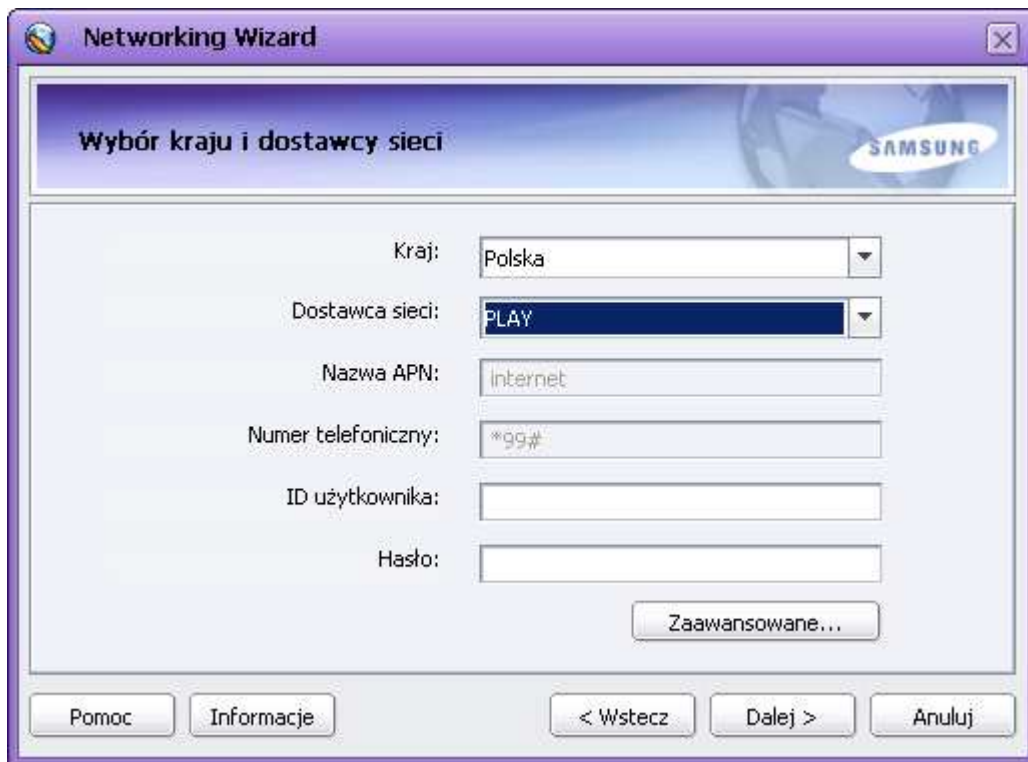 Networking Wizard
Wybór kraju i dostawcy sieci
SAMSUNG
Kraj: Polska
Dostawca sieci: PLAY
Nazwa APN: internet
Numer telefoniczny: *99#
ID użytkownika:
Hasło:
Zaawansowane...
Pomoc Informacje < Wstecz Dalej > Anuluj